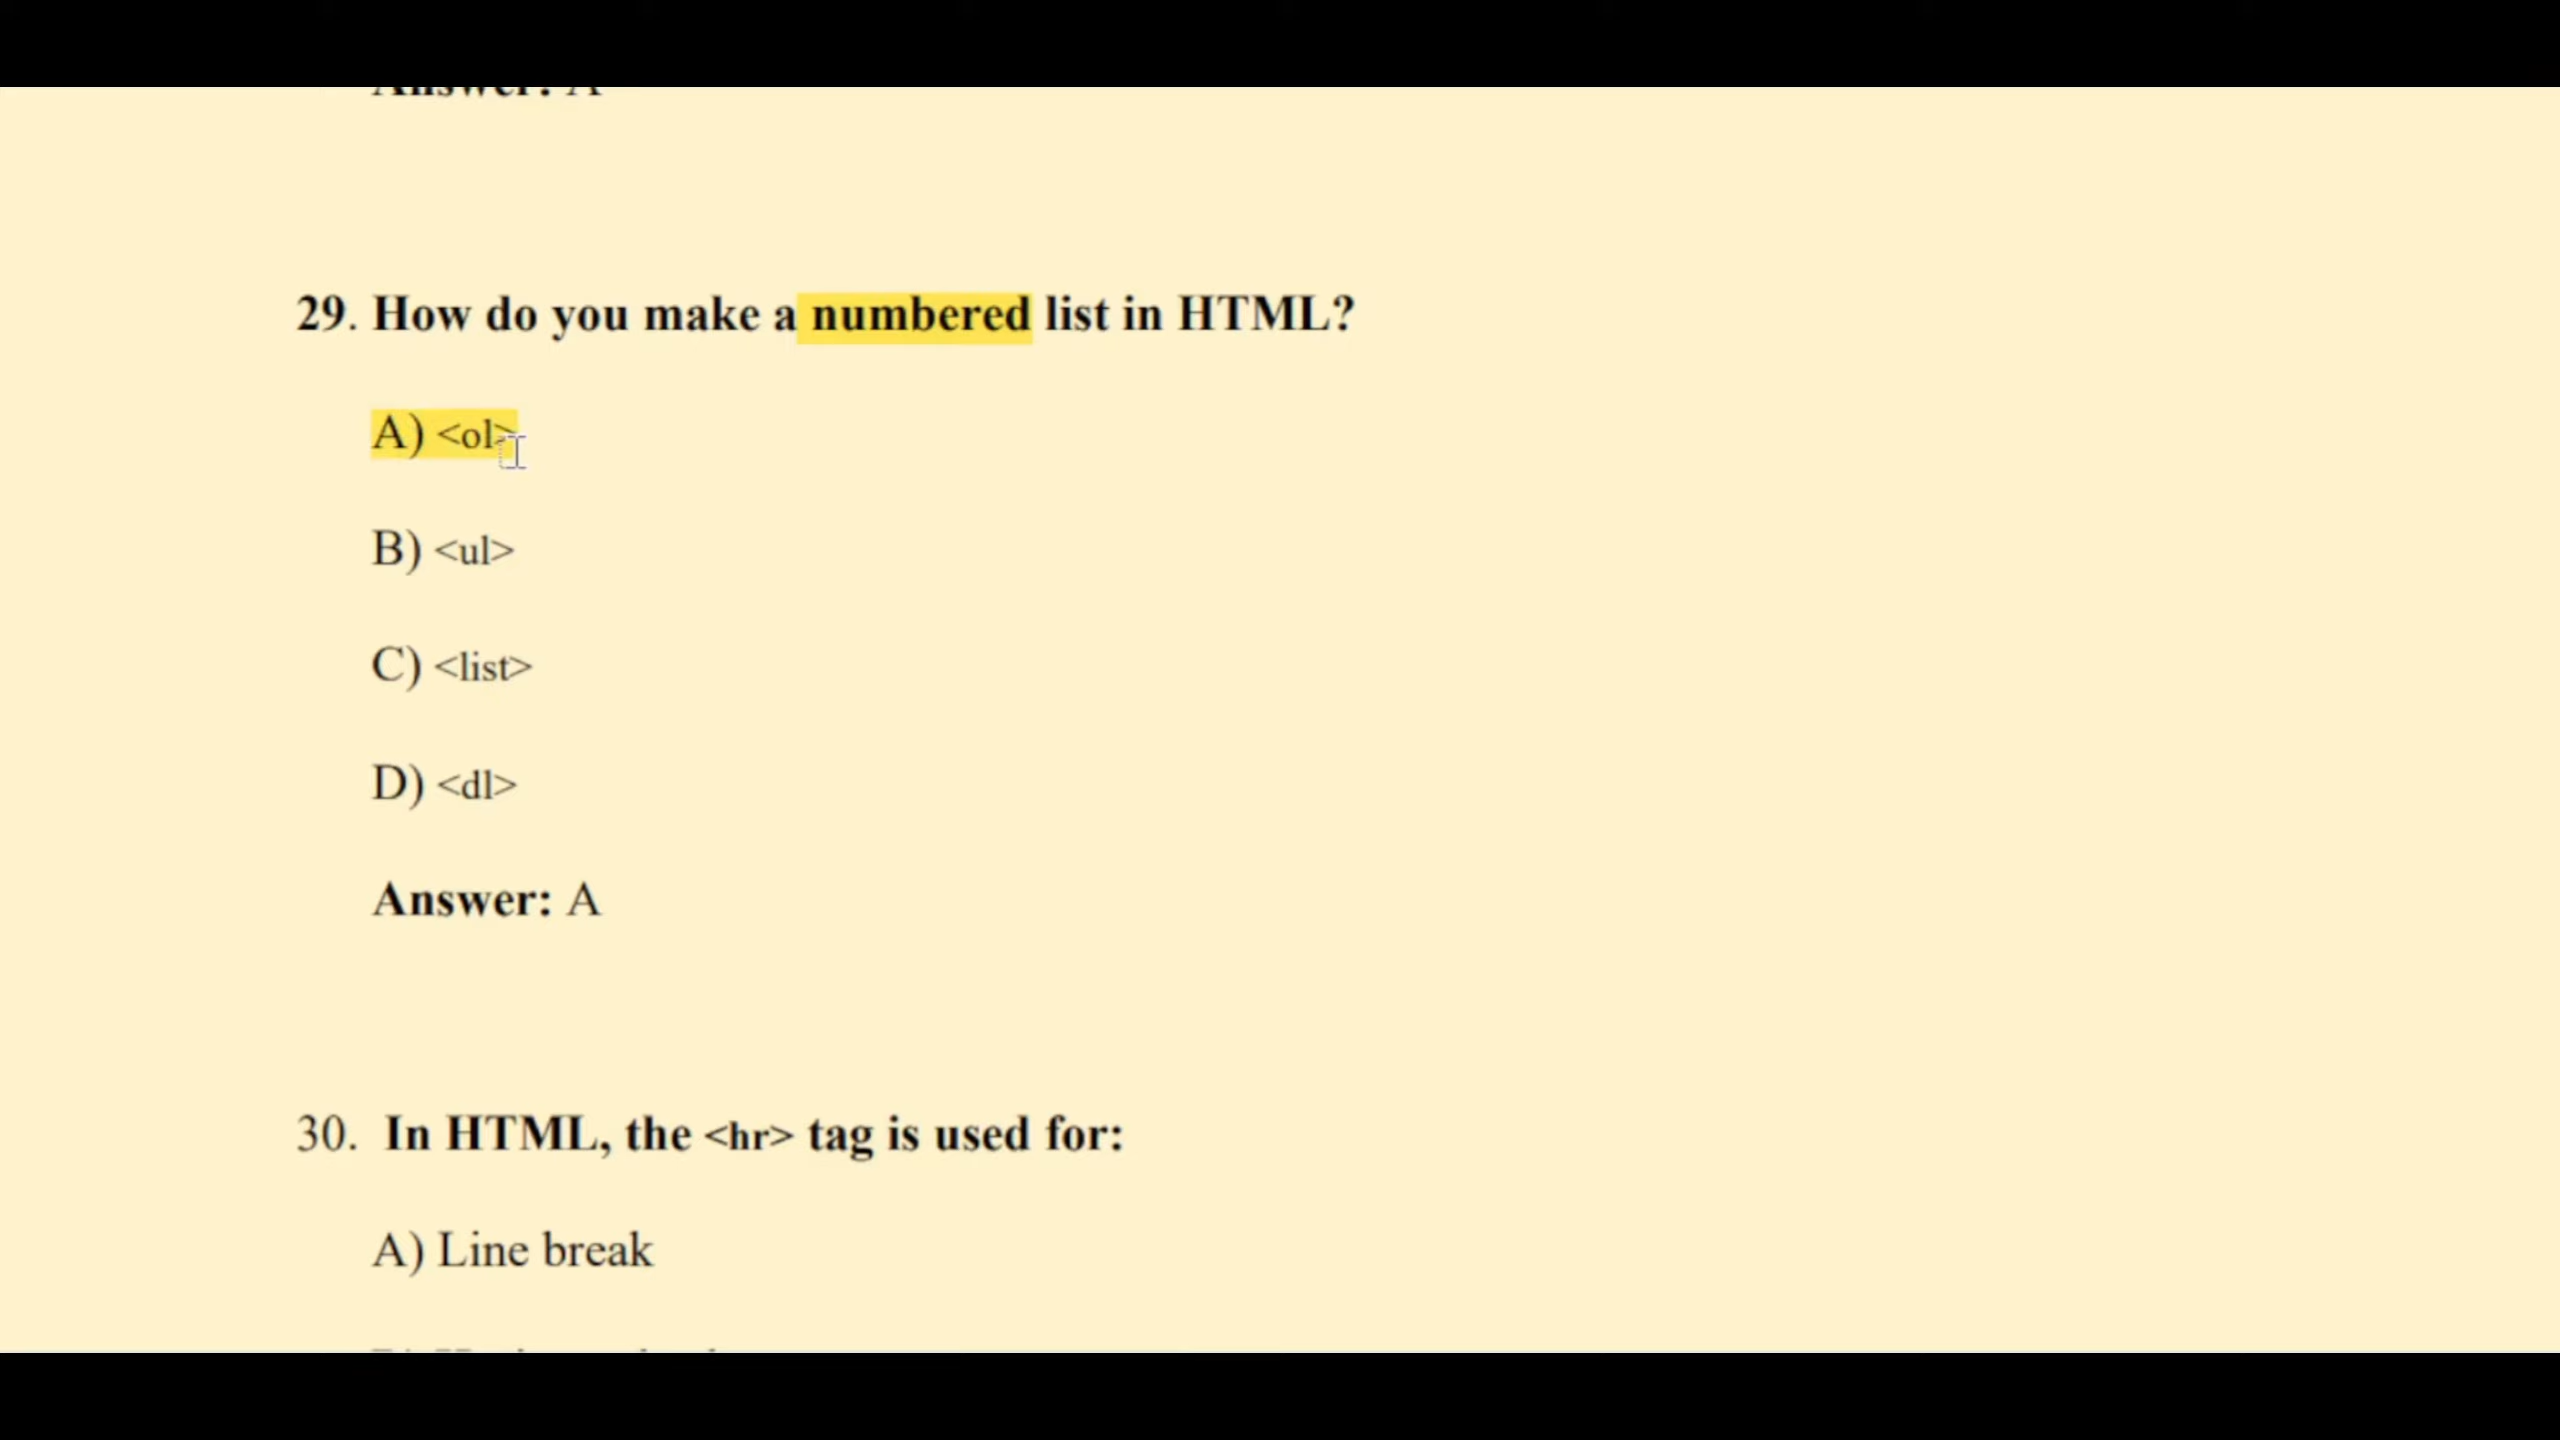 Answer: A
29. How do you make a numbered list in HTML?
A) <ol>
B) <ul>
C) <list>
D) <dl>
Answer: A
30. In HTML, the <hr> tag is used for:
A) Line break